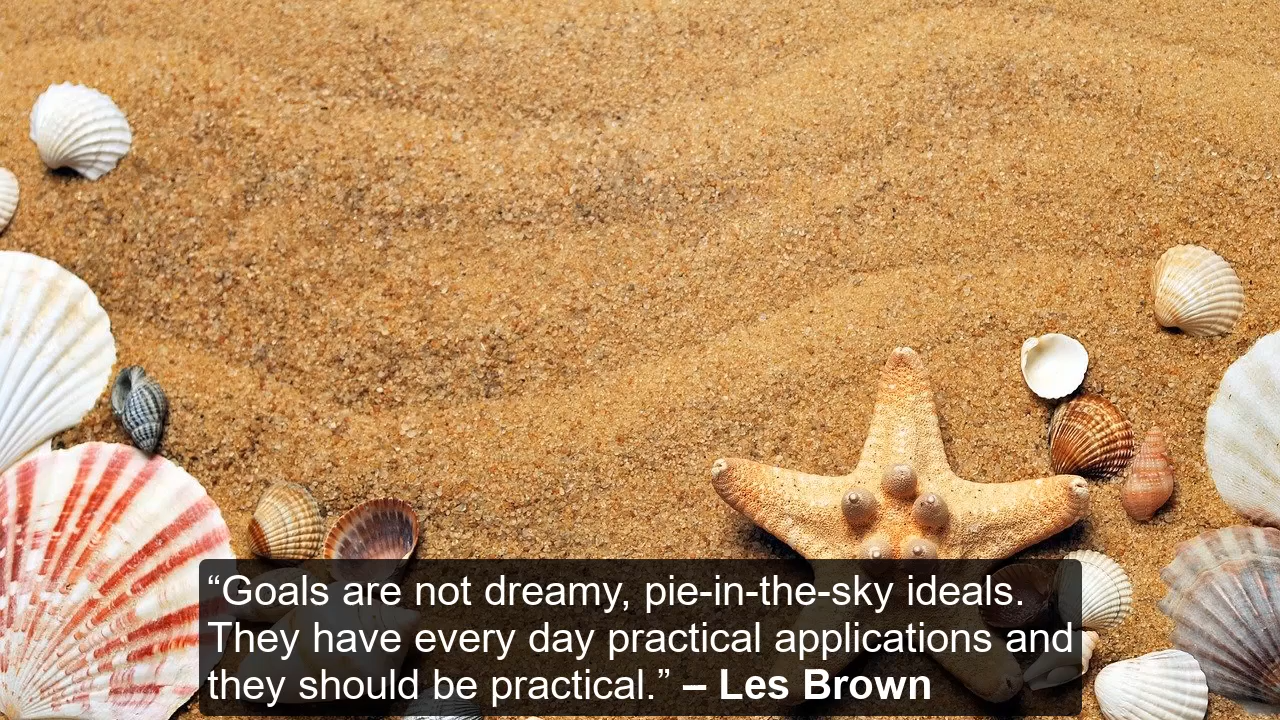 “Goals are not dreamy, pie-in-the-sky ideals.
They have every day practical applications and
they should be practical.” – Les Brown